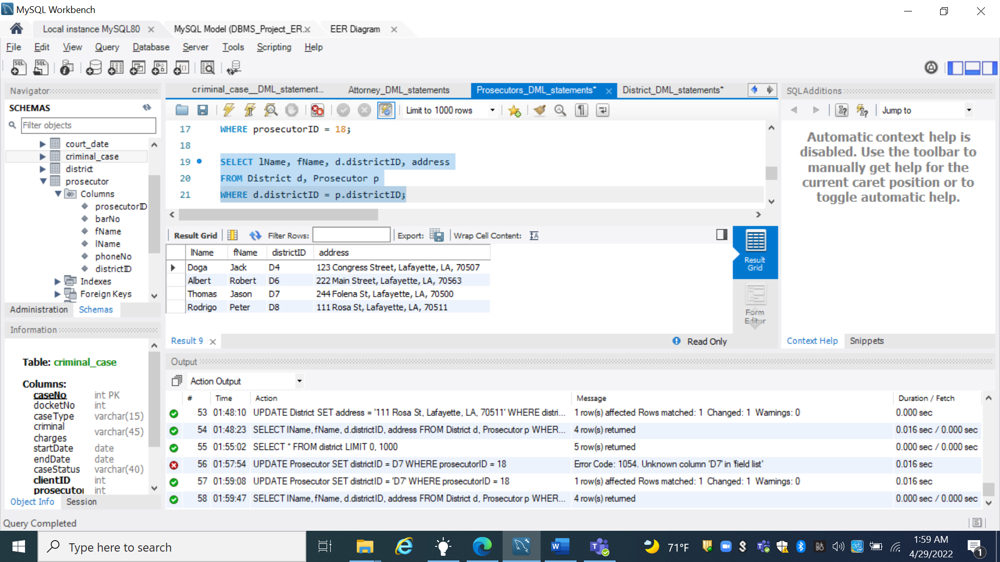 MySQL Workbench
Local instance MySQL80
MySQL Model (DBMS_Project_ER.
EER Diagram
File Edit View Query Database Server Tools Scripting Help
Navigator
SCHEMAS
Filter objects
court_date
criminal_case
district
prosecutor
Columns
prosecutorID
barNo
fName
lName
phoneNo
districtID
Indexes
Foreign Keys
Administration Schemas
Information
Table: criminal_case
Columns:
caseNo int PK
docketNo int
caseType varchar(15)
criminal
charges varchar(45)
startDate date
endDate date
caseStatus varchar(40)
clientID int
prosecutor int
Object Info Session
criminal_case__DML_statement...
Attorney_DML_statements
Prosecutors_DML_statements*
District_DML_statements*
Limit to 1000 rows
17 WHERE prosecutorID = 18;
18
19 SELECT lName, fName, d.districtID, address
20 FROM District d, Prosecutor p
21 WHERE d.districtID = p.districtID;
Result Grid Filter Rows: Export: Wrap Cell Content:
lName fName districtID address
Doga Jack D4 123 Congress Street, Lafayette, LA, 70507
Albert Robert D6 222 Main Street, Lafayette, LA, 70563
Thomas Jason D7 244 Folena St, Lafayette, LA, 70500
Rodrigo Peter D8 111 Rosa St, Lafayette, LA, 70511
Result
Grid
Form
Editor
Result 9
Read Only
SQLAdditions
Jump to
Automatic context help is
disabled. Use the toolbar to
manually get help for the
current caret position or to
toggle automatic help.
Context Help Snippets
Output
Action Output
# Time Action Message Duration / Fetch
53 01:48:10 UPDATE District SET address = '111 Rosa St, Lafayette, LA, 70511' WHERE distri... 1 row(s) affected Rows matched: 1 Changed: 1 Warnings: 0 0.000 sec
54 01:48:23 SELECT lName, fName, d.districtID, address FROM District d, Prosecutor p WHER... 4 row(s) returned 0.016 sec / 0.000 sec
55 01:55:02 SELECT * FROM district LIMIT 0, 1000 5 row(s) returned 0.000 sec / 0.000 sec
56 01:57:54 UPDATE Prosecutor SET districtID = D7 WHERE prosecutorID = 18 Error Code: 1054. Unknown column 'D7' in 'field list' 0.016 sec
57 01:59:08 UPDATE Prosecutor SET districtID = 'D7' WHERE prosecutorID = 18 1 row(s) affected Rows matched: 1 Changed: 1 Warnings: 0 0.016 sec
58 01:59:47 SELECT lName, fName, d.districtID, address FROM District d, Prosecutor p WHER... 4 row(s) returned 0.000 sec / 0.000 sec
Query Completed
Type here to search
71°F
1:59 AM
4/29/2022
1